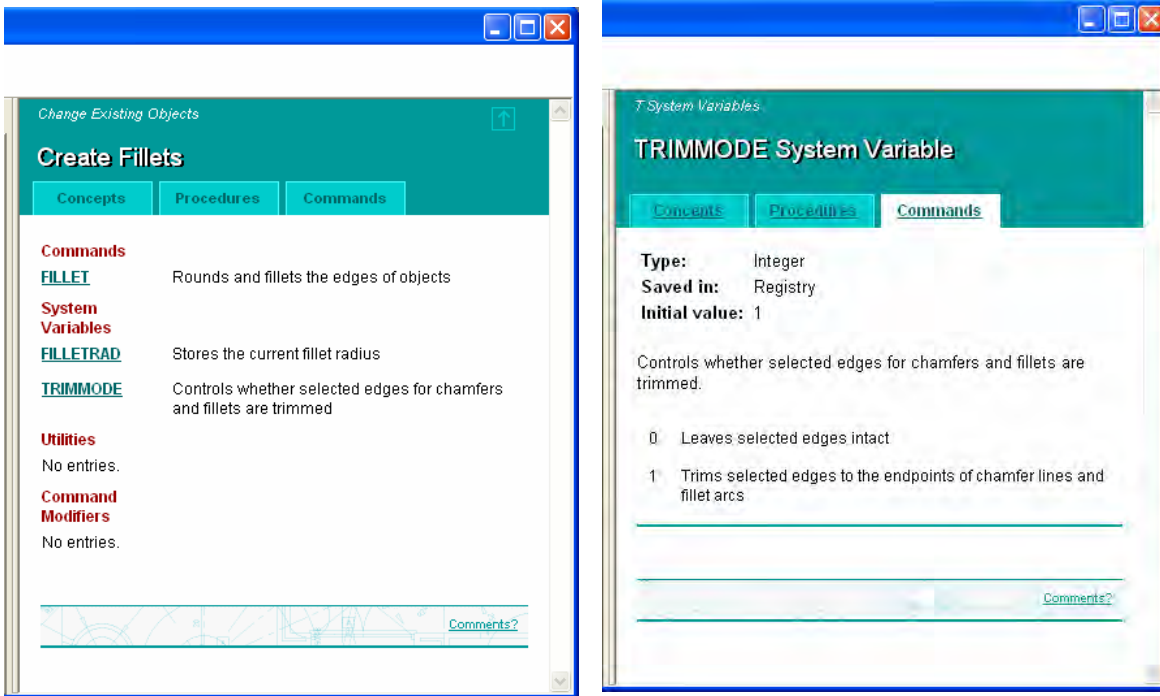 Change Existing Objects
Create Fillets
Concepts Procedures Commands
Commands
FILLET Rounds and fillets the edges of objects
System
Variables
FILLETRAD Stores the current fillet radius
TRIMMODE Controls whether selected edges for chamfers
and fillets are trimmed
Utilities
No entries.
Command
Modifiers
No entries.
Comments?
T System Variables
TRIMMODE System Variable
Concepts Procedures Commands
Type: Integer
Saved in: Registry
Initial value: 1
Controls whether selected edges for chamfers and fillets are
trimmed.
0 Leaves selected edges intact
1 Trims selected edges to the endpoints of chamfer lines and
fillet arcs
Comments?